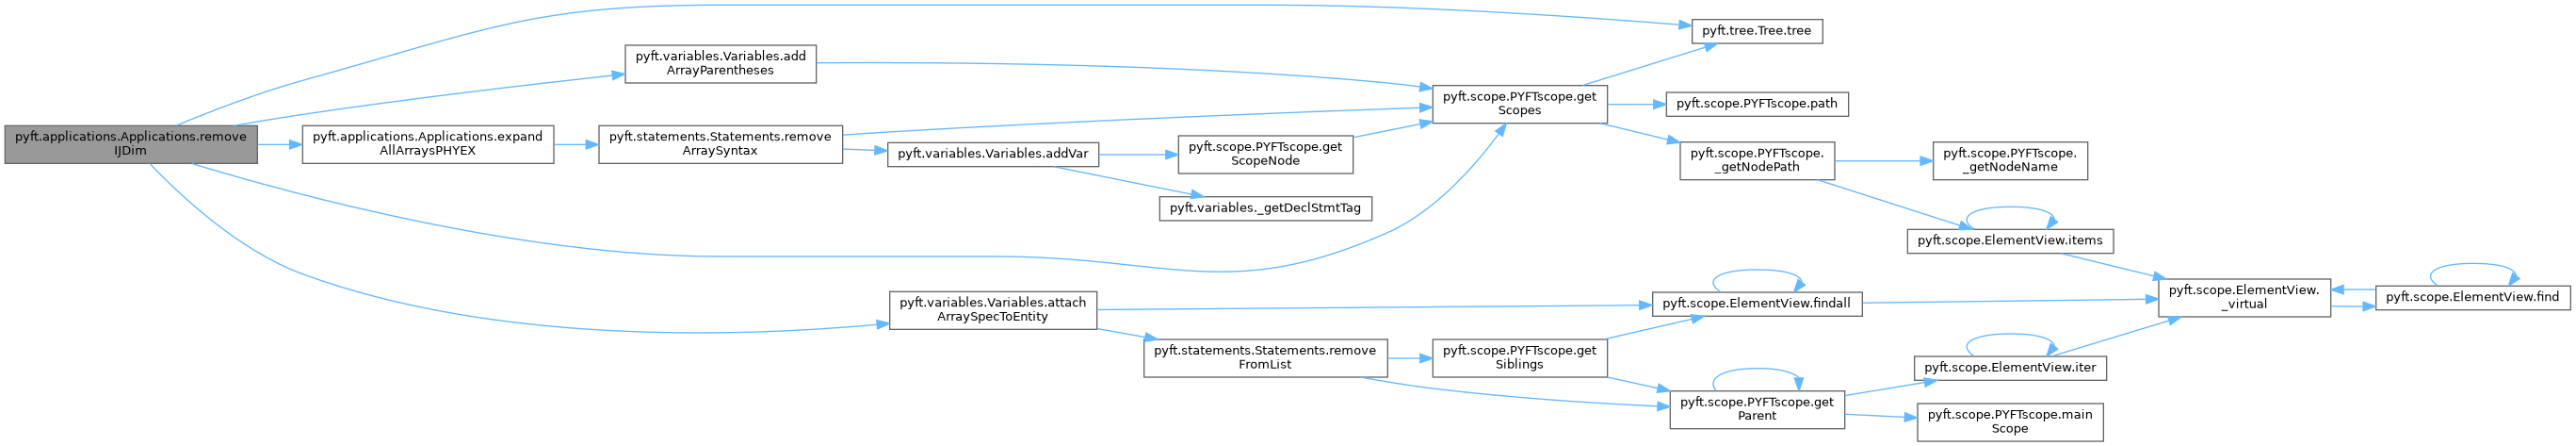 pyft.applications.Applications.remove
IJDim
pyft.variables.Variables.add
ArrayParentheses
pyft.applications.Applications.expand
AllArraysPHYEX
pyft.statements.Statements.remove
ArraySyntax
pyft.variables.Variables.addVar
pyft.scope.PYFTscope.get
ScopeNode
pyft.variables._getDeclStmtTag
pyft.variables.Variables.attach
ArraySpecToEntity
pyft.statements.Statements.remove
FromList
pyft.scope.PYFTscope.get
Scopes
pyft.scope.ElementView.findall
pyft.scope.PYFTscope.get
Siblings
pyft.tree.Tree.tree
pyft.scope.PYFTscope.path
pyft.scope.PYFTscope.
_getNodePath
pyft.scope.PYFTscope.get
Parent
pyft.scope.PYFTscope.
_getNodeName
pyft.scope.ElementView.items
pyft.scope.ElementView.iter
pyft.scope.PYFTscope.main
Scope
pyft.scope.ElementView.
_virtual
pyft.scope.ElementView.find